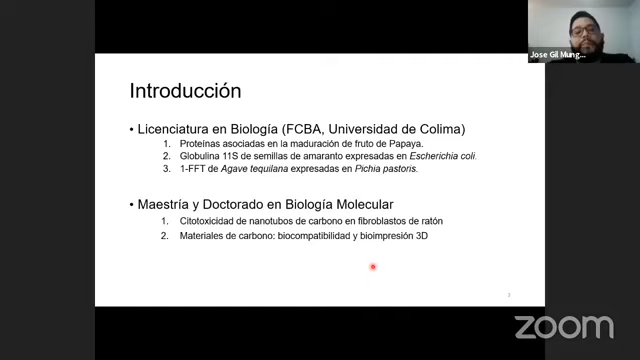 Jose Gil Mung...
Introducción
• Licenciatura en Biología (FCBA, Universidad de Colima)
1. Proteínas asociadas en la maduración de fruto de Papaya.
2. Globulina 11S de semillas de amaranto expresadas en Escherichia coli.
3. 1-FFT de Agave tequilana expresadas en Pichia pastoris.
• Maestría y Doctorado en Biología Molecular
1. Citotoxicidad de nanotubos de carbono en fibroblastos de ratón
2. Materiales de carbono: biocompatibilidad y bioimpresión 3D
zoom